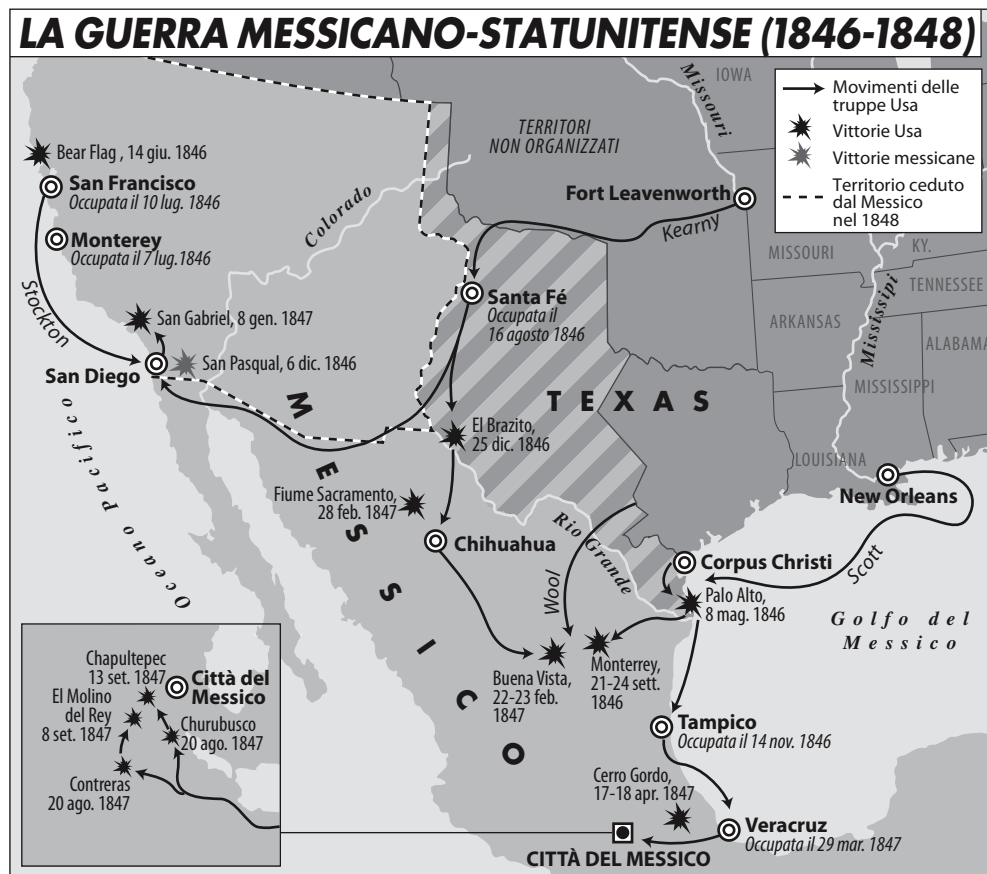 LA GUERRA MESSICANO-STATUNITENSE (1846-1848)
Missouri
IOWA
Movimenti delle
truppe Usa
Vittorie Usa
Vittorie messicane
Territorio ceduto
dal Messico
nel 1848
TERRITORI
NON ORGANIZZATI
Bear Flag , 14 giu. 1846
San Francisco
Occupata il 10 lug. 1846
Monterey
Occupata il 7 lug.1846
Colorado
Fort Leavenworth
Kearny
MISSOURI
KY.
TENNESSEE
ARKANSAS
Mississippi
ALABAMA
MISSISSIPPI
LOUISIANA
Santa Fé
Occupata il
16 agosto 1846
Stockton
San Gabriel, 8 gen. 1847
San Pasqual, 6 dic. 1846
San Diego
TEXAS
MESSICO
Oceano Pacifico
El Brazito,
25 dic. 1846
Fiume Sacramento,
28 feb. 1847
Chihuahua
Rio Grande
Wool
New Orleans
Corpus Christi
Scott
Palo Alto,
8 mag. 1846
Golfo del
Messico
Buena Vista,
22-23 feb.
1847
Monterrey,
21-24 sett.
1846
Tampico
Occupata il 14 nov. 1846
Cerro Gordo,
17-18 apr. 1847
Veracruz
Occupata il 29 mar. 1847
CITTÀ DEL MESSICO
Chapultepec
13 set. 1847
Città del
Messico
El Molino
del Rey
8 set. 1847
Churubusco
20 ago. 1847
Contreras
20 ago. 1847